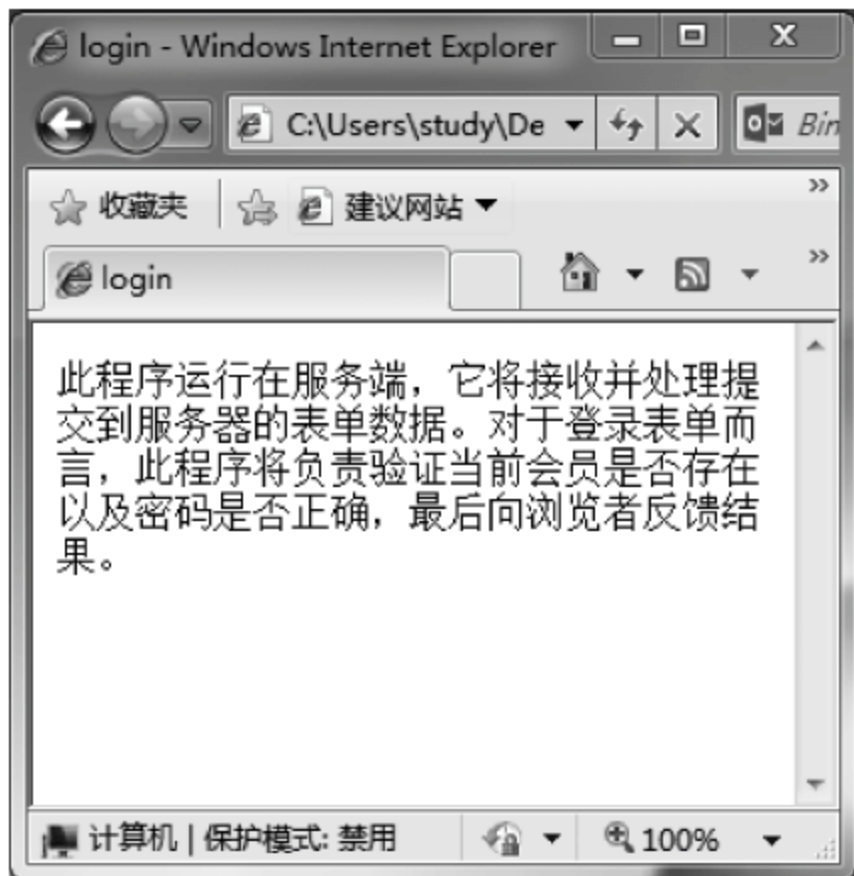 login - Windows Internet Explorer
C:\Users\study\De
Bin
收藏夹
建议网站
login
此程序运行在服务端，它将接收并处理提
交到服务器的表单数据。对于登录表单而
言，此程序将负责验证当前会员是否存在
以及密码是否正确，最后向浏览者反馈结
果。
计算机 | 保护模式: 禁用
100%